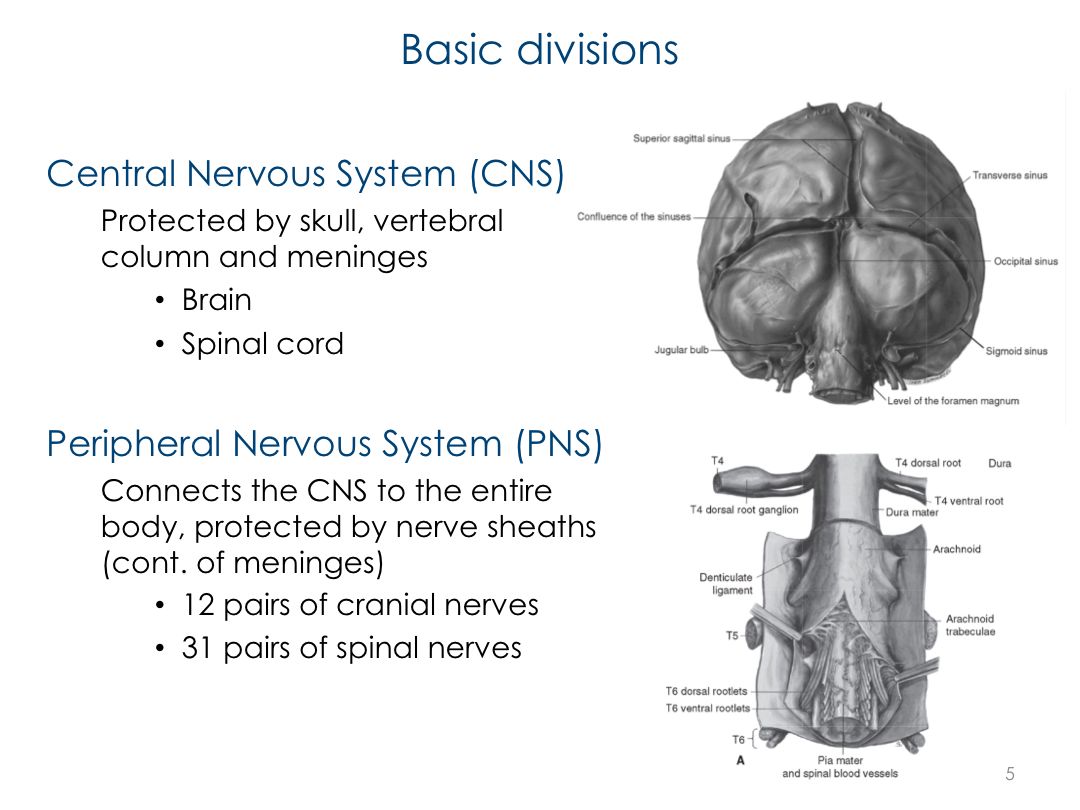 Basic divisions
Central Nervous System (CNS)
Protected by skull, vertebral
column and meninges
• Brain
• Spinal cord
Peripheral Nervous System (PNS)
Connects the CNS to the entire
body, protected by nerve sheaths
(cont. of meninges)
• 12 pairs of cranial nerves
• 31 pairs of spinal nerves
Superior sagittal sinus
Transverse sinus
Confluence of the sinuses
Occipital sinus
Jugular bulb
Sigmoid sinus
Level of the foramen magnum
T4
T4 dorsal root
Dura
T4 ventral root
T4 dorsal root ganglion
Dura mater
Arachnoid
Denticulate
ligament
Arachnoid
trabeculae
T5
T6 dorsal rootlets
T6 ventral rootlets
T6
A
Pia mater
and spinal blood vessels
5